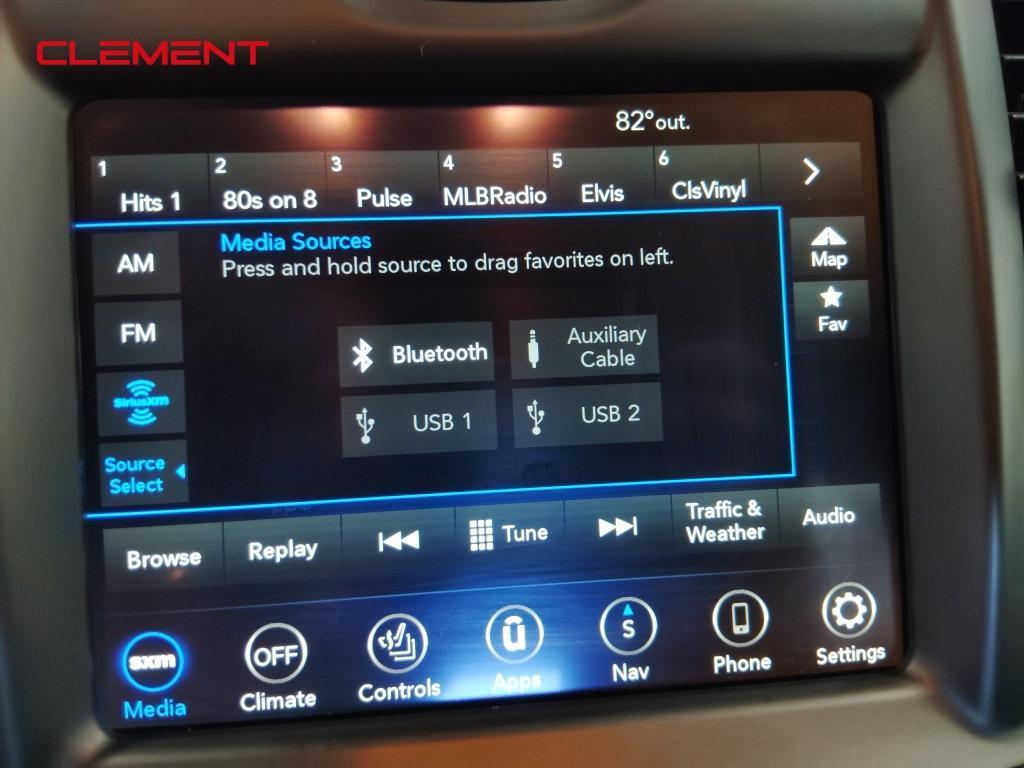 CLEMENT
82° out.
1 Hits 1
2 80s on 8
3 Pulse
4 MLBRadio
5 Elvis
6 ClsVinyl
AM
FM
SiriusXM
Source
Select
Media Sources
Press and hold source to drag favorites on left.
Bluetooth
Auxiliary
Cable
USB 1
USB 2
Map
Fav
Browse
Replay
Tune
Traffic &
Weather
Audio
sxm
Media
OFF
Climate
Controls
ū
Apps
S
Nav
Phone
Settings